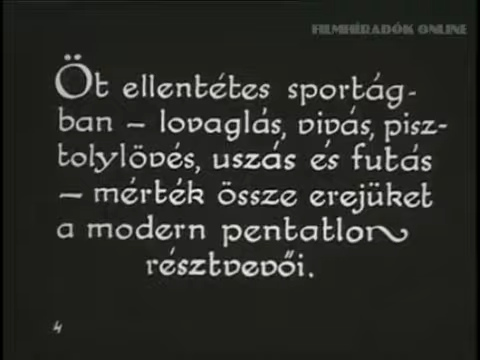 FILMHÍRADÓK ONLINE
Öt ellentétes sportág-
ban – lovaglás, vivás, pisz-
tolylövés, uszás és futás
– mérték össze erejüket
a modern pentatlon
résztvevői.
4